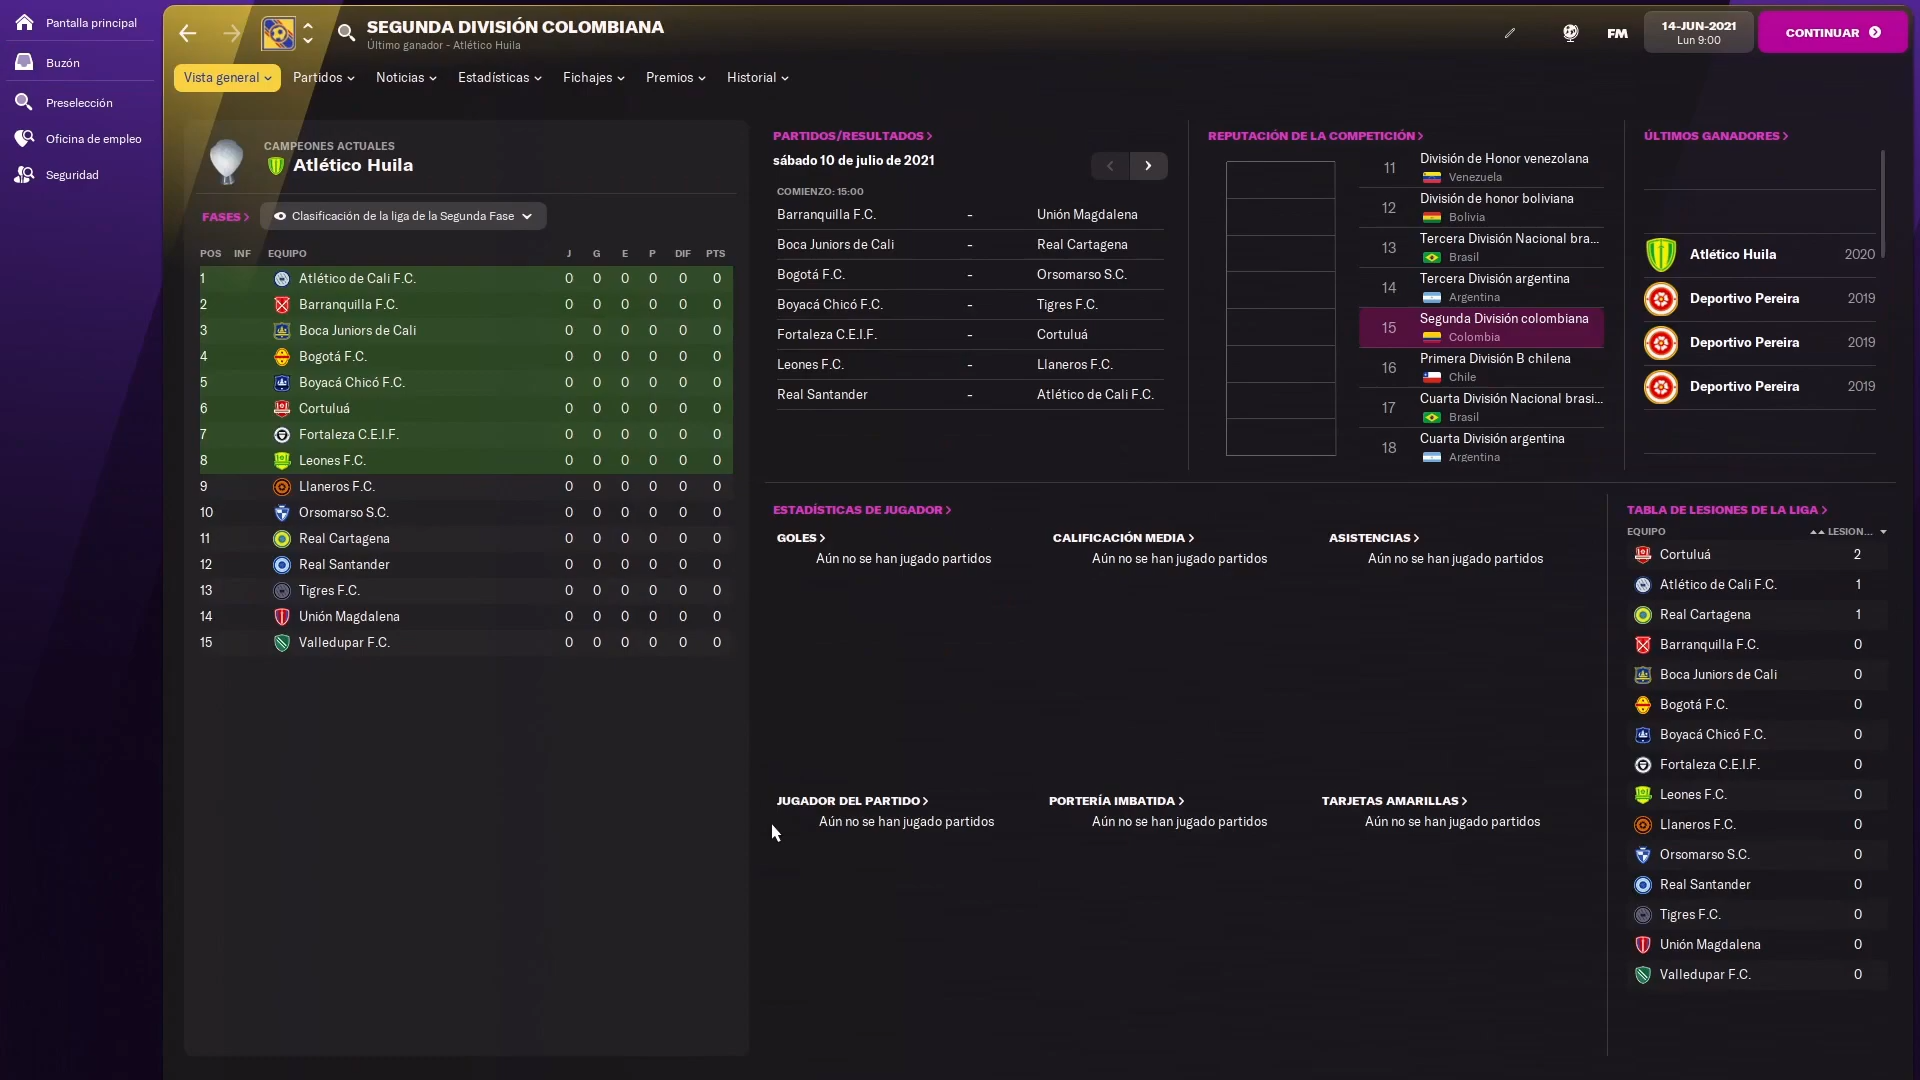 Pantalla principal
Buzón
Preselección
Oficina de empleo
Seguridad
SEGUNDA DIVISIÓN COLOMBIANA
Último ganador - Atlético Huila
FM
14-JUN-2021
Lun 9:00
CONTINUAR
Vista general
Partidos
Noticias
Estadísticas
Fichajes
Premios
Historial
CAMPEONES ACTUALES
Atlético Huila
FASES
Clasificación de la liga de la Segunda Fase
POS INF EQUIPO J G E P DIF PTS
1 Atlético de Cali F.C. 0 0 0 0 0 0
2 Barranquilla F.C. 0 0 0 0 0 0
3 Boca Juniors de Cali 0 0 0 0 0 0
4 Bogotá F.C. 0 0 0 0 0 0
5 Boyacá Chicó F.C. 0 0 0 0 0 0
6 Cortuluá 0 0 0 0 0 0
7 Fortaleza C.E.I.F. 0 0 0 0 0 0
8 Leones F.C. 0 0 0 0 0 0
9 Llaneros F.C. 0 0 0 0 0 0
10 Orsomarso S.C. 0 0 0 0 0 0
11 Real Cartagena 0 0 0 0 0 0
12 Real Santander 0 0 0 0 0 0
13 Tigres F.C. 0 0 0 0 0 0
14 Unión Magdalena 0 0 0 0 0 0
15 Valledupar F.C. 0 0 0 0 0 0
PARTIDOS/RESULTADOS
sábado 10 de julio de 2021
COMIENZO: 15:00
Barranquilla F.C. - Unión Magdalena
Boca Juniors de Cali - Real Cartagena
Bogotá F.C. - Orsomarso S.C.
Boyacá Chicó F.C. - Tigres F.C.
Fortaleza C.E.I.F. - Cortuluá
Leones F.C. - Llaneros F.C.
Real Santander - Atlético de Cali F.C.
REPUTACIÓN DE LA COMPETICIÓN
11 División de Honor venezolana
Venezuela
12 División de honor boliviana
Bolivia
13 Tercera División Nacional bra...
Brasil
14 Tercera División argentina
Argentina
15 Segunda División colombiana
Colombia
16 Primera División B chilena
Chile
17 Cuarta División Nacional brasi...
Brasil
18 Cuarta División argentina
Argentina
ÚLTIMOS GANADORES
Atlético Huila 2020
Deportivo Pereira 2019
Deportivo Pereira 2019
Deportivo Pereira 2019
ESTADÍSTICAS DE JUGADOR
GOLES
Aún no se han jugado partidos
CALIFICACIÓN MEDIA
Aún no se han jugado partidos
ASISTENCIAS
Aún no se han jugado partidos
JUGADOR DEL PARTIDO
Aún no se han jugado partidos
PORTERÍA IMBATIDA
Aún no se han jugado partidos
TARJETAS AMARILLAS
Aún no se han jugado partidos
TABLA DE LESIONES DE LA LIGA
EQUIPO LESION...
Cortuluá 2
Atlético de Cali F.C. 1
Real Cartagena 1
Barranquilla F.C. 0
Boca Juniors de Cali 0
Bogotá F.C. 0
Boyacá Chicó F.C. 0
Fortaleza C.E.I.F. 0
Leones F.C. 0
Llaneros F.C. 0
Orsomarso S.C. 0
Real Santander 0
Tigres F.C. 0
Unión Magdalena 0
Valledupar F.C. 0